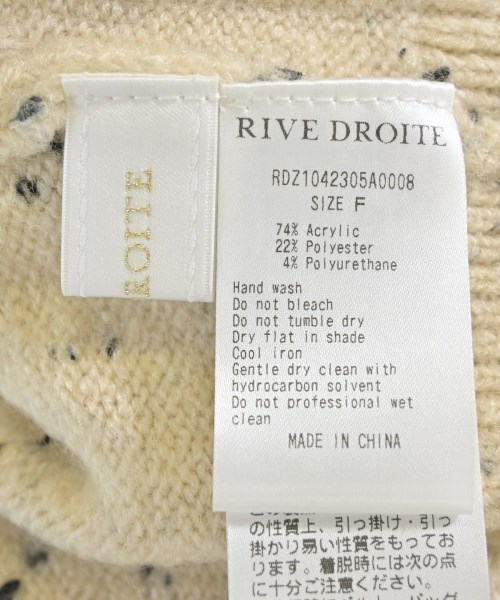 ROITE
RIVE DROITE
RDZ1042305A0008
SIZE F
74% Acrylic
22% Polyester
4% Polyurethane
Hand wash
Do not bleach
Do not tumble dry
Dry flat in shade
Cool iron
Gentle dry clean with
hydrocarbon solvent
Do not professional wet
clean
MADE IN CHINA
の性質上、引っ掛け・引っ
掛かり易い性質をもってお
ります。着脱時には次の点
に十分ご注意ください。